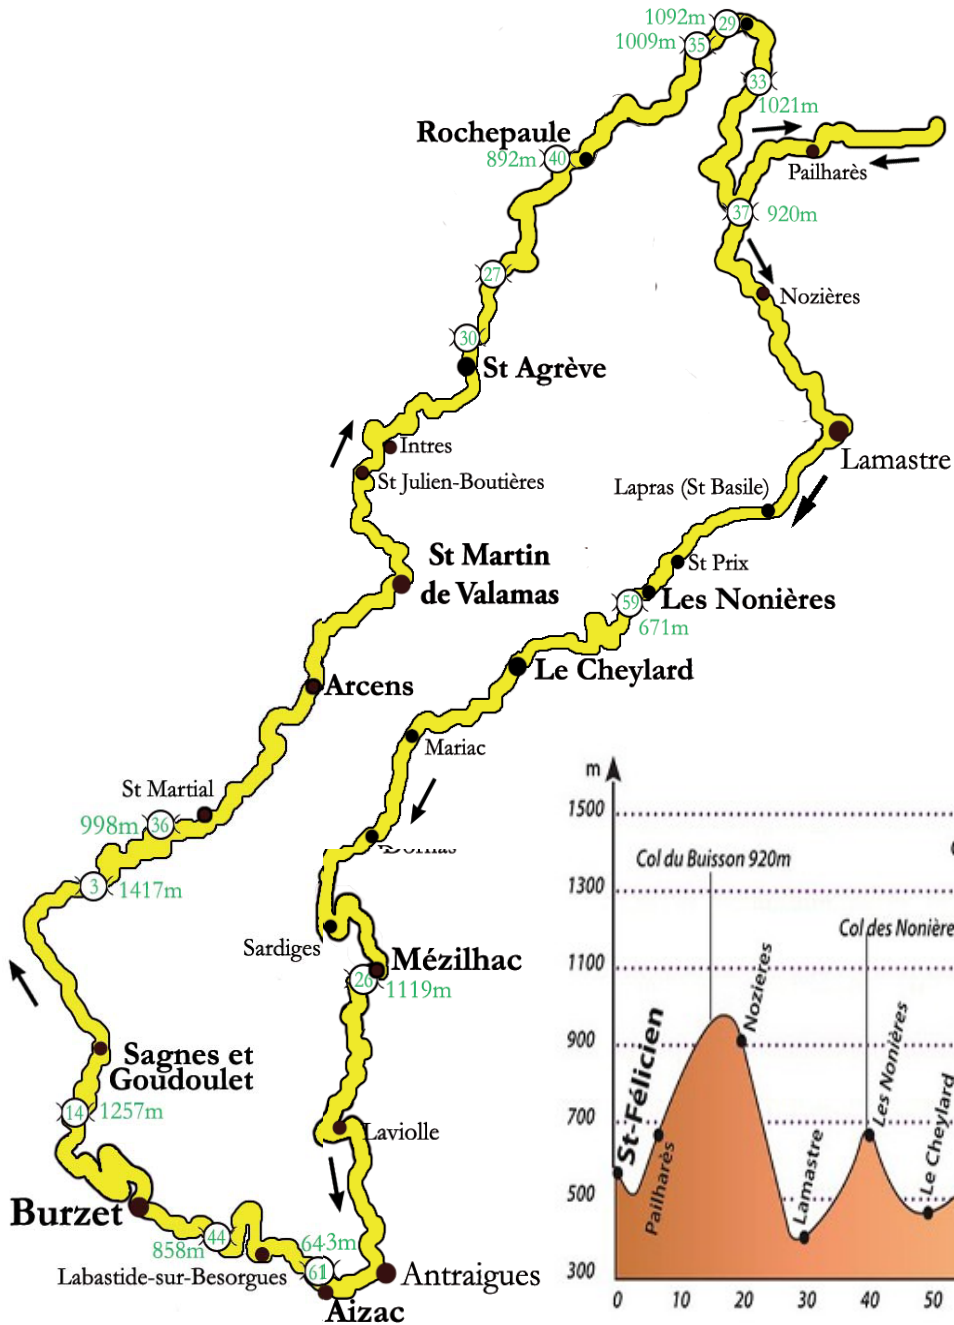 1092m
29
1009m
35
33
1021m
Rochepaule
892m
40
Pailharès
37
920m
27
Nozières
30
St Agrève
Intres
St Julien-Boutières
Lamastre
Lapras (St Basile)
St Martin
de Valamas
St Prix
59
Les Nonières
671m
Le Cheylard
Arcens
Mariac
St Martial
998m
36
3
1417m
Sardiges
Mézilhac
26
1119m
Sagnes et
Goudoulet
14
1257m
Laviolle
Burzet
44
858m
643m
61
Labastide-sur-Besorgues
Antraigues
Aizac
m
1500
Col du Buisson 920m
1300
Col des Nonière
1100
900
700
500
300
St-Félicien
Pailharès
Nozieres
Lamastre
Les Nonières
Le Cheylard
0 10 20 30 40 50